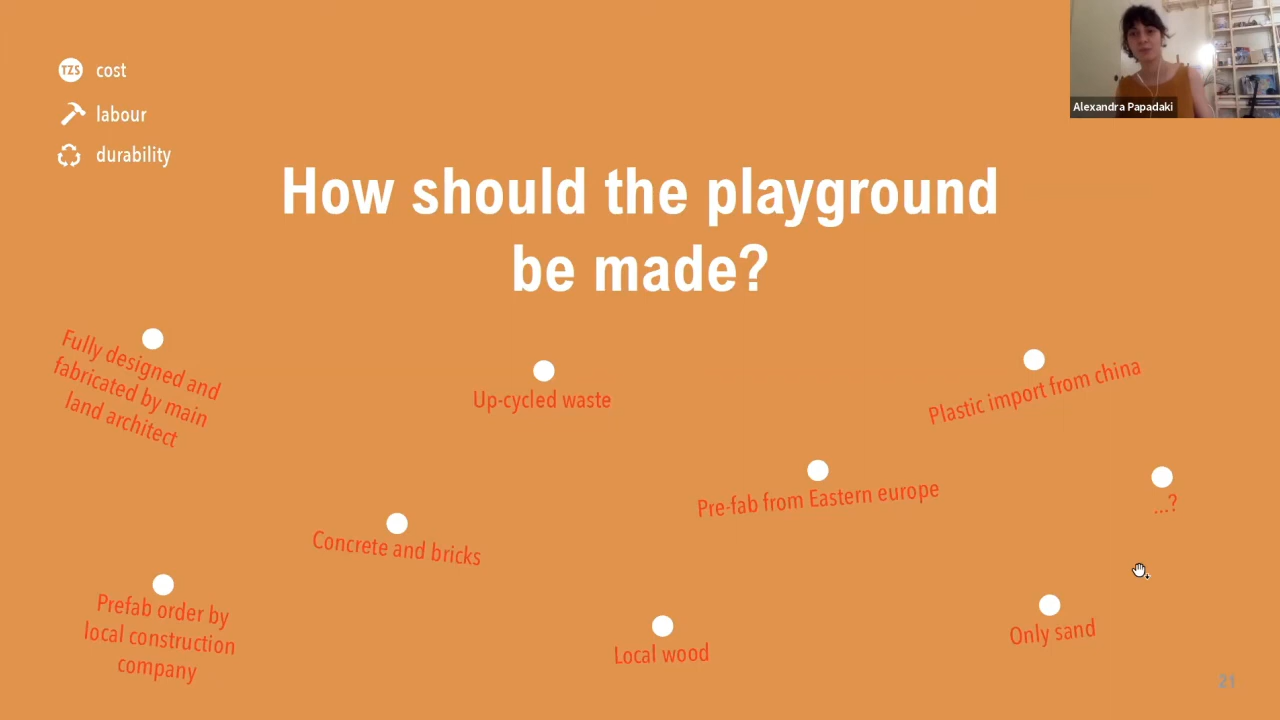 TZS cost
labour
durability
Alexandra Papadaki
How should the playground
be made?
Fully designed and
fabricated by main
land architect
Up-cycled waste
Plastic import from china
Pre-fab from Eastern europe
...?
Concrete and bricks
Prefab order by
local construction
company
Local wood
Only sand
21